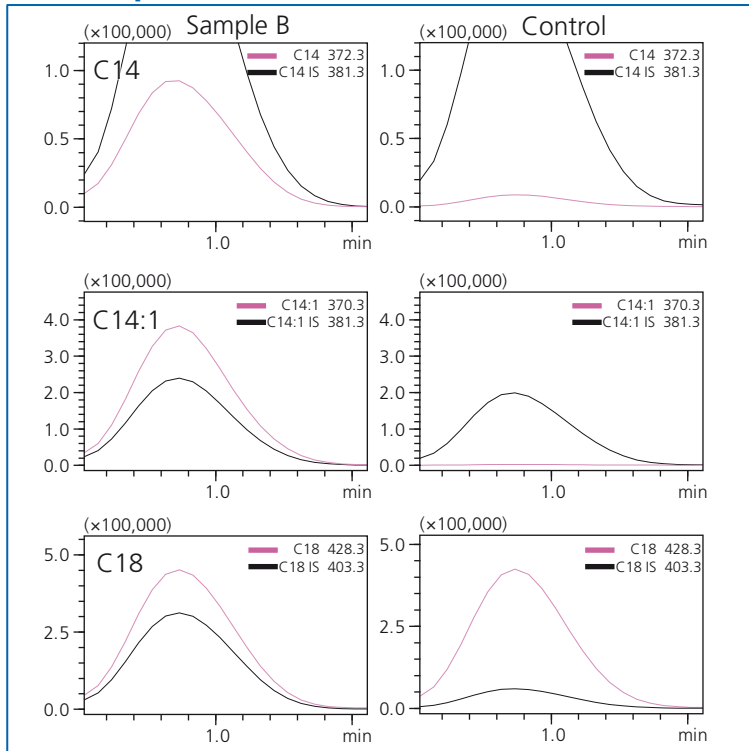 Sample B
Control
(×100,000)
C14
C14 372.3
C14 IS 381.3
1.0
0.5
0.0
1.0
min
(×100,000)
C14 372.3
C14 IS 381.3
1.0
0.5
0.0
1.0
min
(×100,000)
C14:1
C14:1 370.3
C14:1 IS 381.3
4.0
3.0
2.0
1.0
0.0
1.0
min
(×100,000)
C14:1 370.3
C14:1 IS 381.3
4.0
3.0
2.0
1.0
0.0
1.0
min
(×100,000)
C18
C18 428.3
C18 IS 403.3
5.0
2.5
0.0
1.0
min
(×100,000)
C18 428.3
C18 IS 403.3
5.0
2.5
0.0
1.0
min